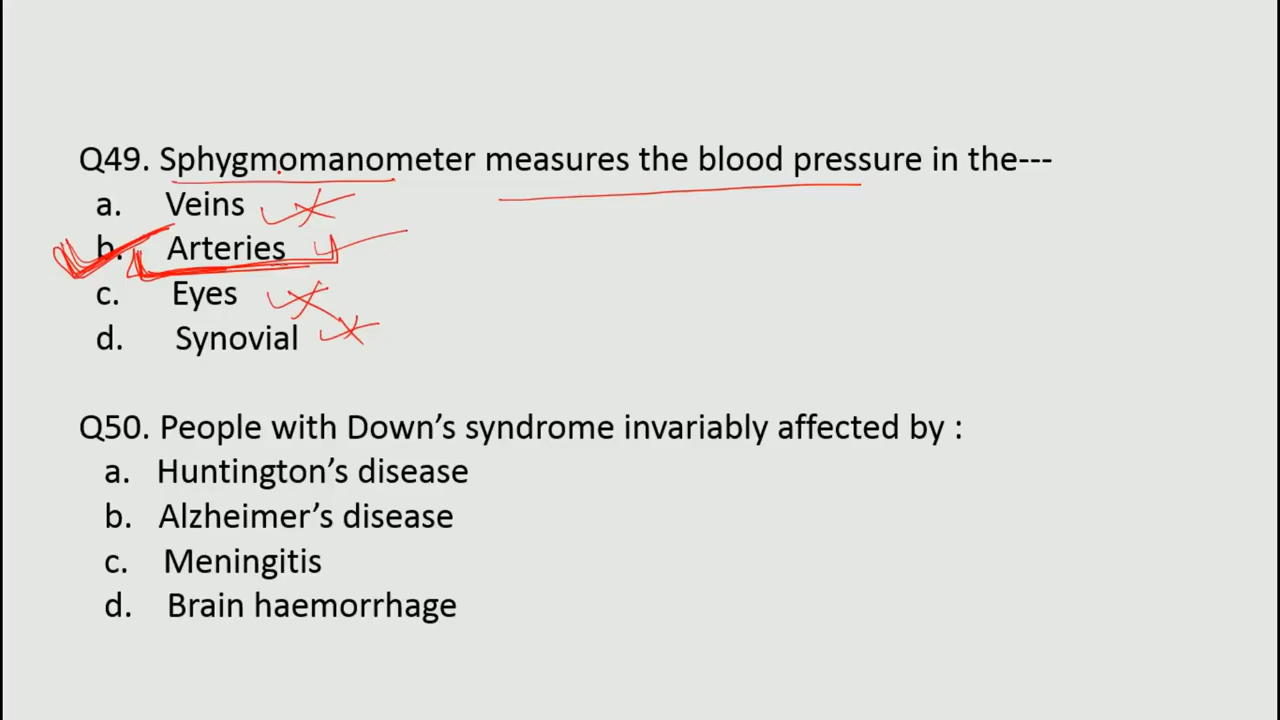 Q49. Sphygmomanometer measures the blood pressure in the---
a. Veins
b. Arteries
c. Eyes
d. Synovial
Q50. People with Down’s syndrome invariably affected by :
a. Huntington’s disease
b. Alzheimer’s disease
c. Meningitis
d. Brain haemorrhage